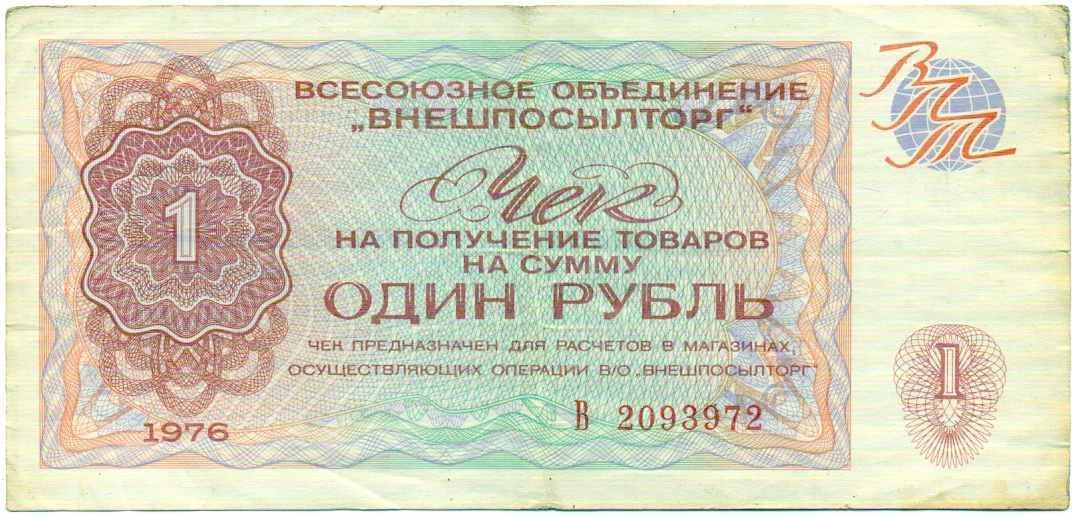 ВСЕСОЮЗНОЕ ОБЪЕДИНЕНИЕ
„ВНЕШПОСЫЛТОРГ“
ВПТ
Чек
НА ПОЛУЧЕНИЕ ТОВАРОВ
НА СУММУ
1
ОДИН РУБЛЬ
ЧЕК ПРЕДНАЗНАЧЕН ДЛЯ РАСЧЕТОВ В МАГАЗИНАХ,
ОСУЩЕСТВЛЯЮЩИХ ОПЕРАЦИИ В/О „ВНЕШПОСЫЛТОРГ“
1
1976
В 2093972